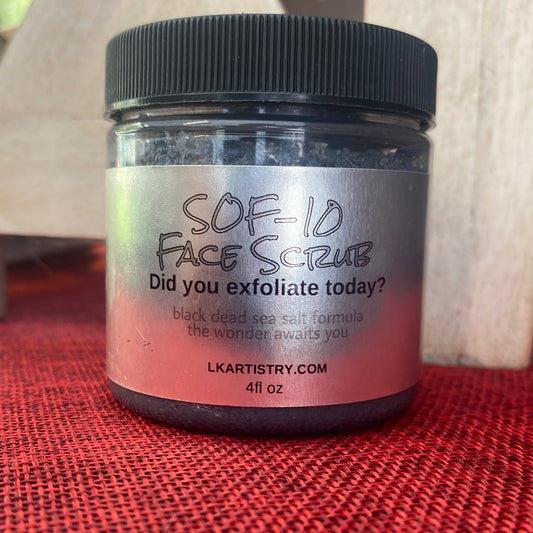 SOF-10
FACE SCRUB
Did you exfoliate today?
black dead sea salt formula
the wonder awaits you
LKARTISTRY.COM
4fl oz